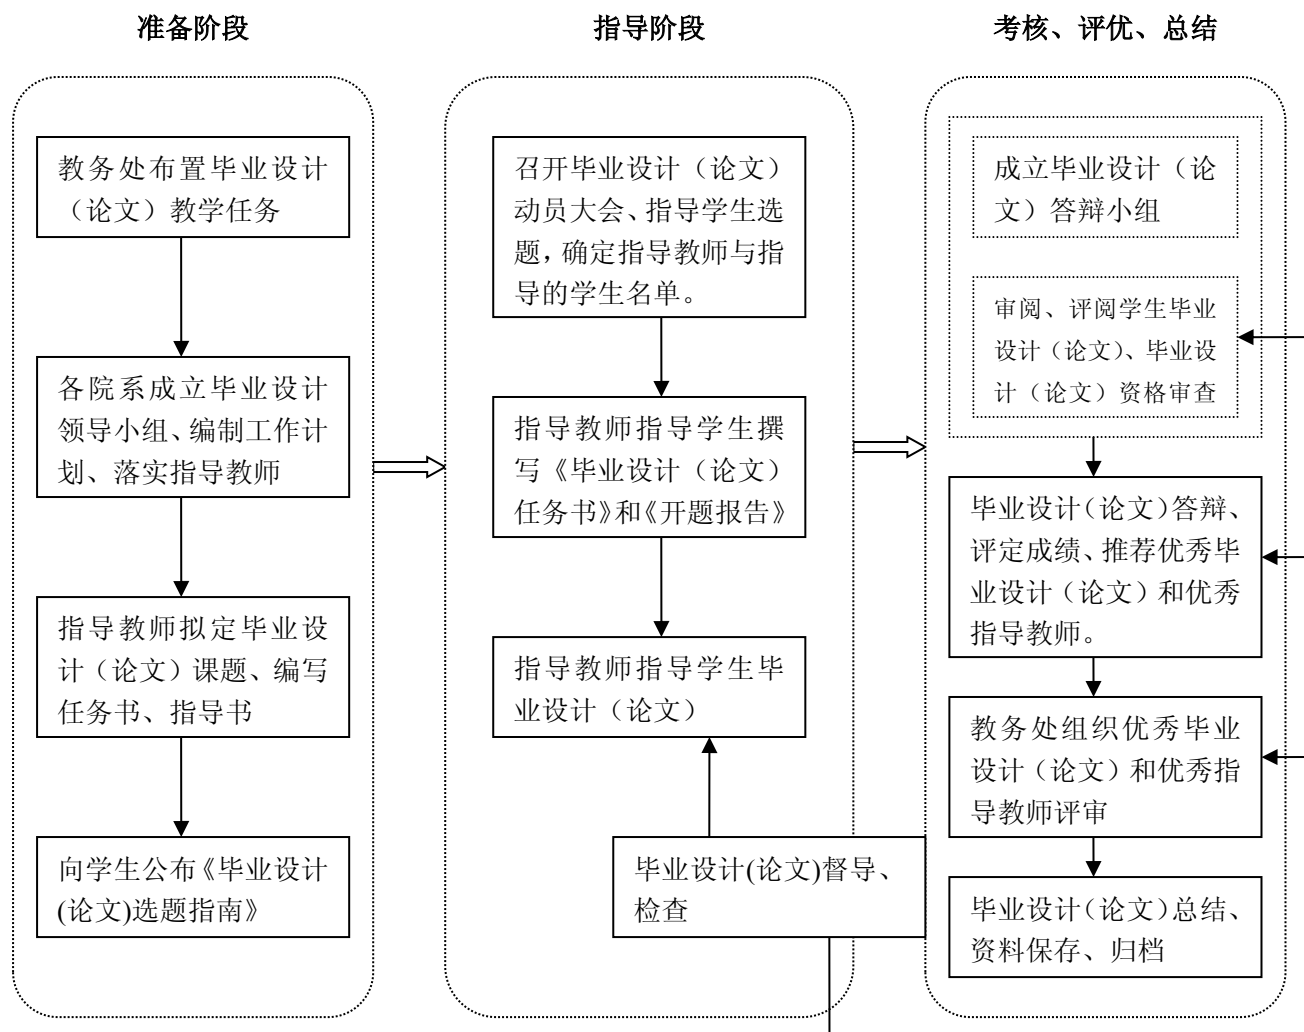 准备阶段
指导阶段
考核、评优、总结
教务处布置毕业设计
（论文）教学任务
各院系成立毕业设计
领导小组、编制工作计
划、落实指导教师
指导教师拟定毕业设
计（论文）课题、编写
任务书、指导书
向学生公布《毕业设计
(论文)选题指南》
召开毕业设计（论文）
动员大会、指导学生选
题，确定指导教师与指
导的学生名单。
指导教师指导学生撰
写《毕业设计（论文）
任务书》和《开题报告》
指导教师指导学生毕
业设计（论文）
毕业设计(论文)督导、
检查
成立毕业设计（论
文）答辩小组
审阅、评阅学生毕业
设计（论文）、毕业设
计（论文）资格审查
毕业设计（论文）答辩、
评定成绩、推荐优秀毕
业设计（论文）和优秀
指导教师。
教务处组织优秀毕业
设计（论文）和优秀指
导教师评审
毕业设计（论文）总结、
资料保存、归档